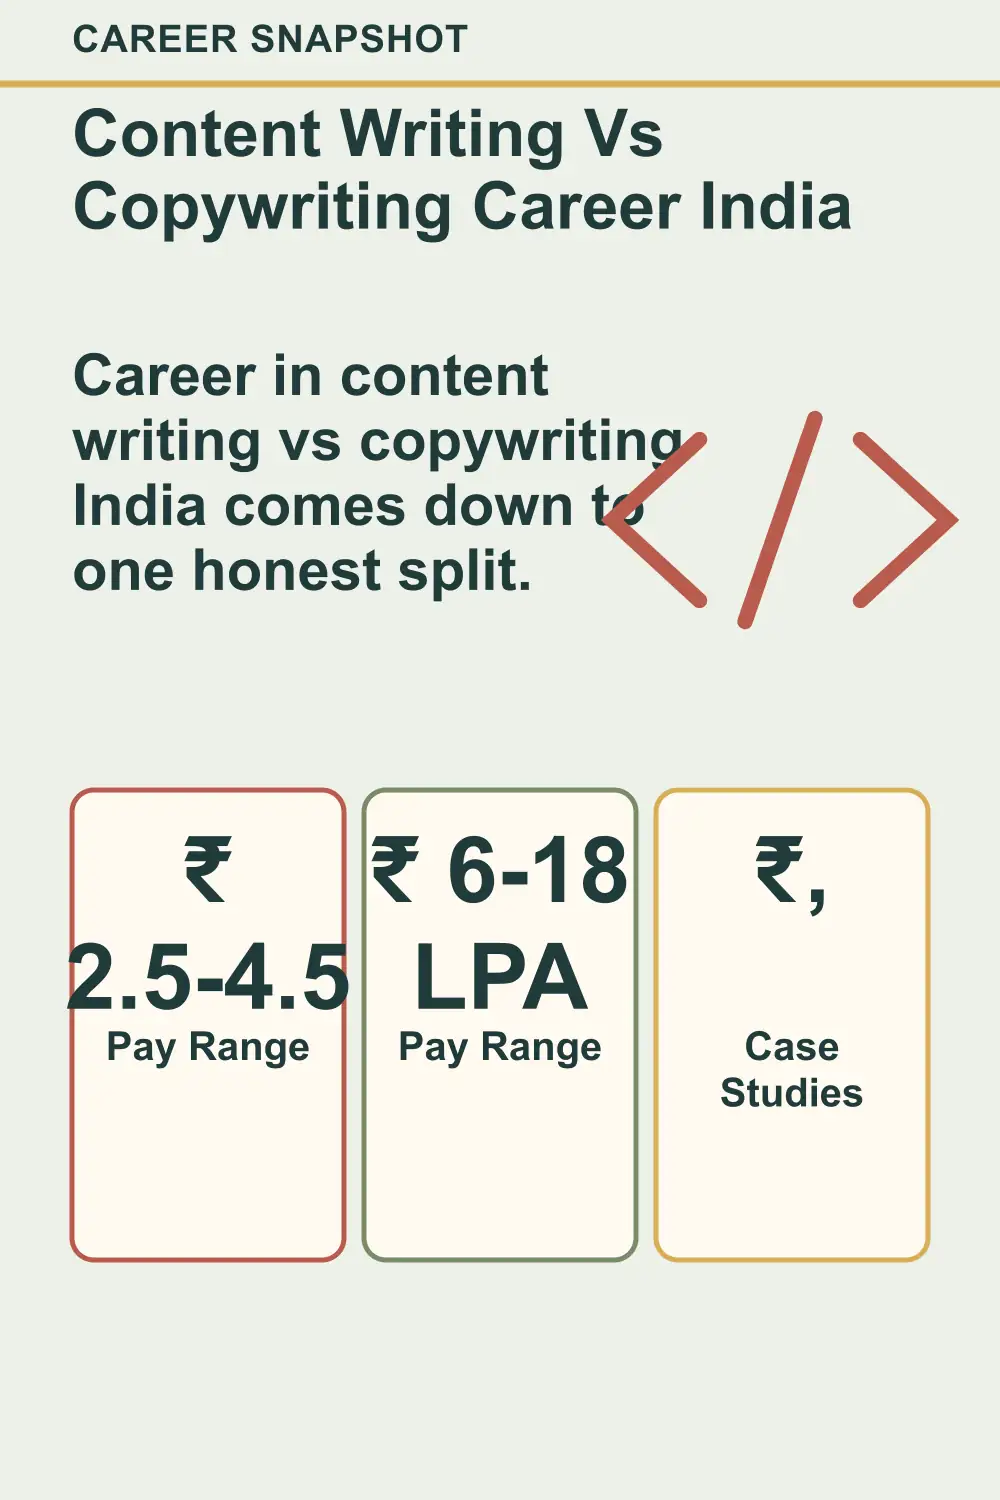 CAREER SNAPSHOT
Content Writing Vs
Copywriting Career India
Career in content
writing vs copywriting
India comes down to
one honest split.
₹
2.5-4.5
Pay Range
₹ 6-18
LPA
Pay Range
₹,
Case
Studies